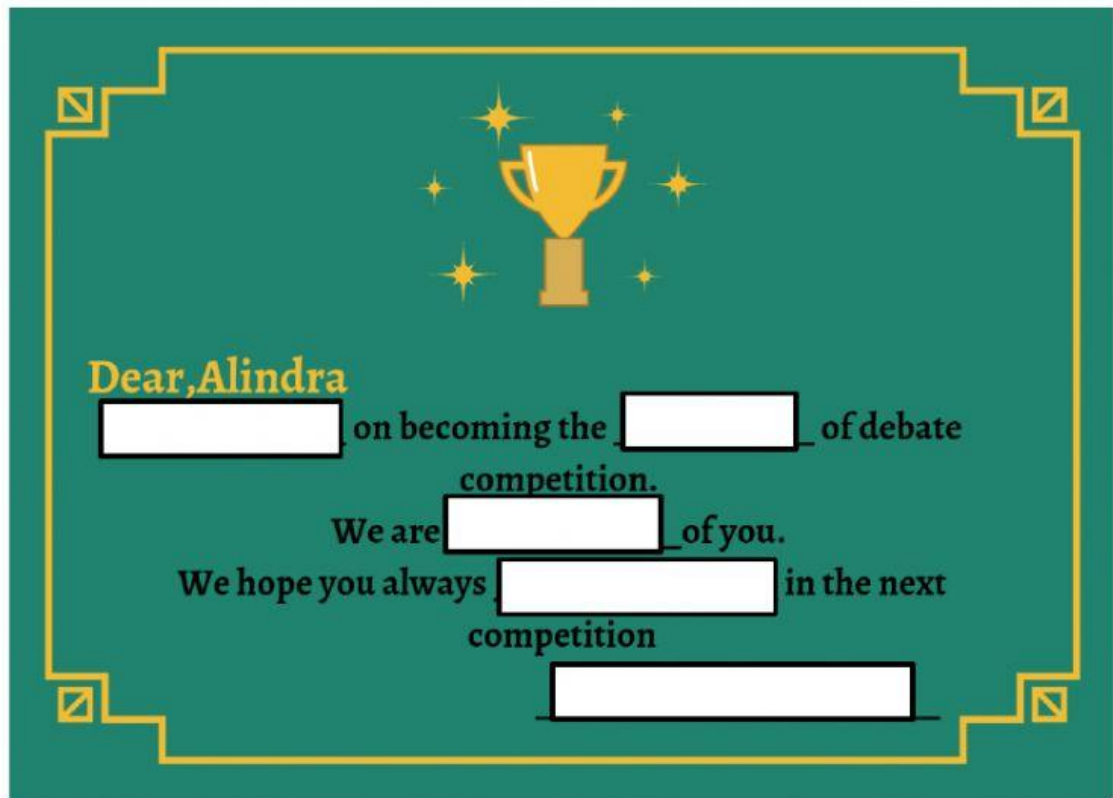 Dear,Alindra
on becoming the _ of debate
competition.
We are _of you.
We hope you always in the next
competition